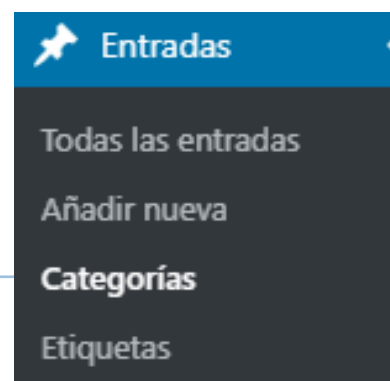 Entradas
Todas las entradas
Añadir nueva
Categorías
Etiquetas